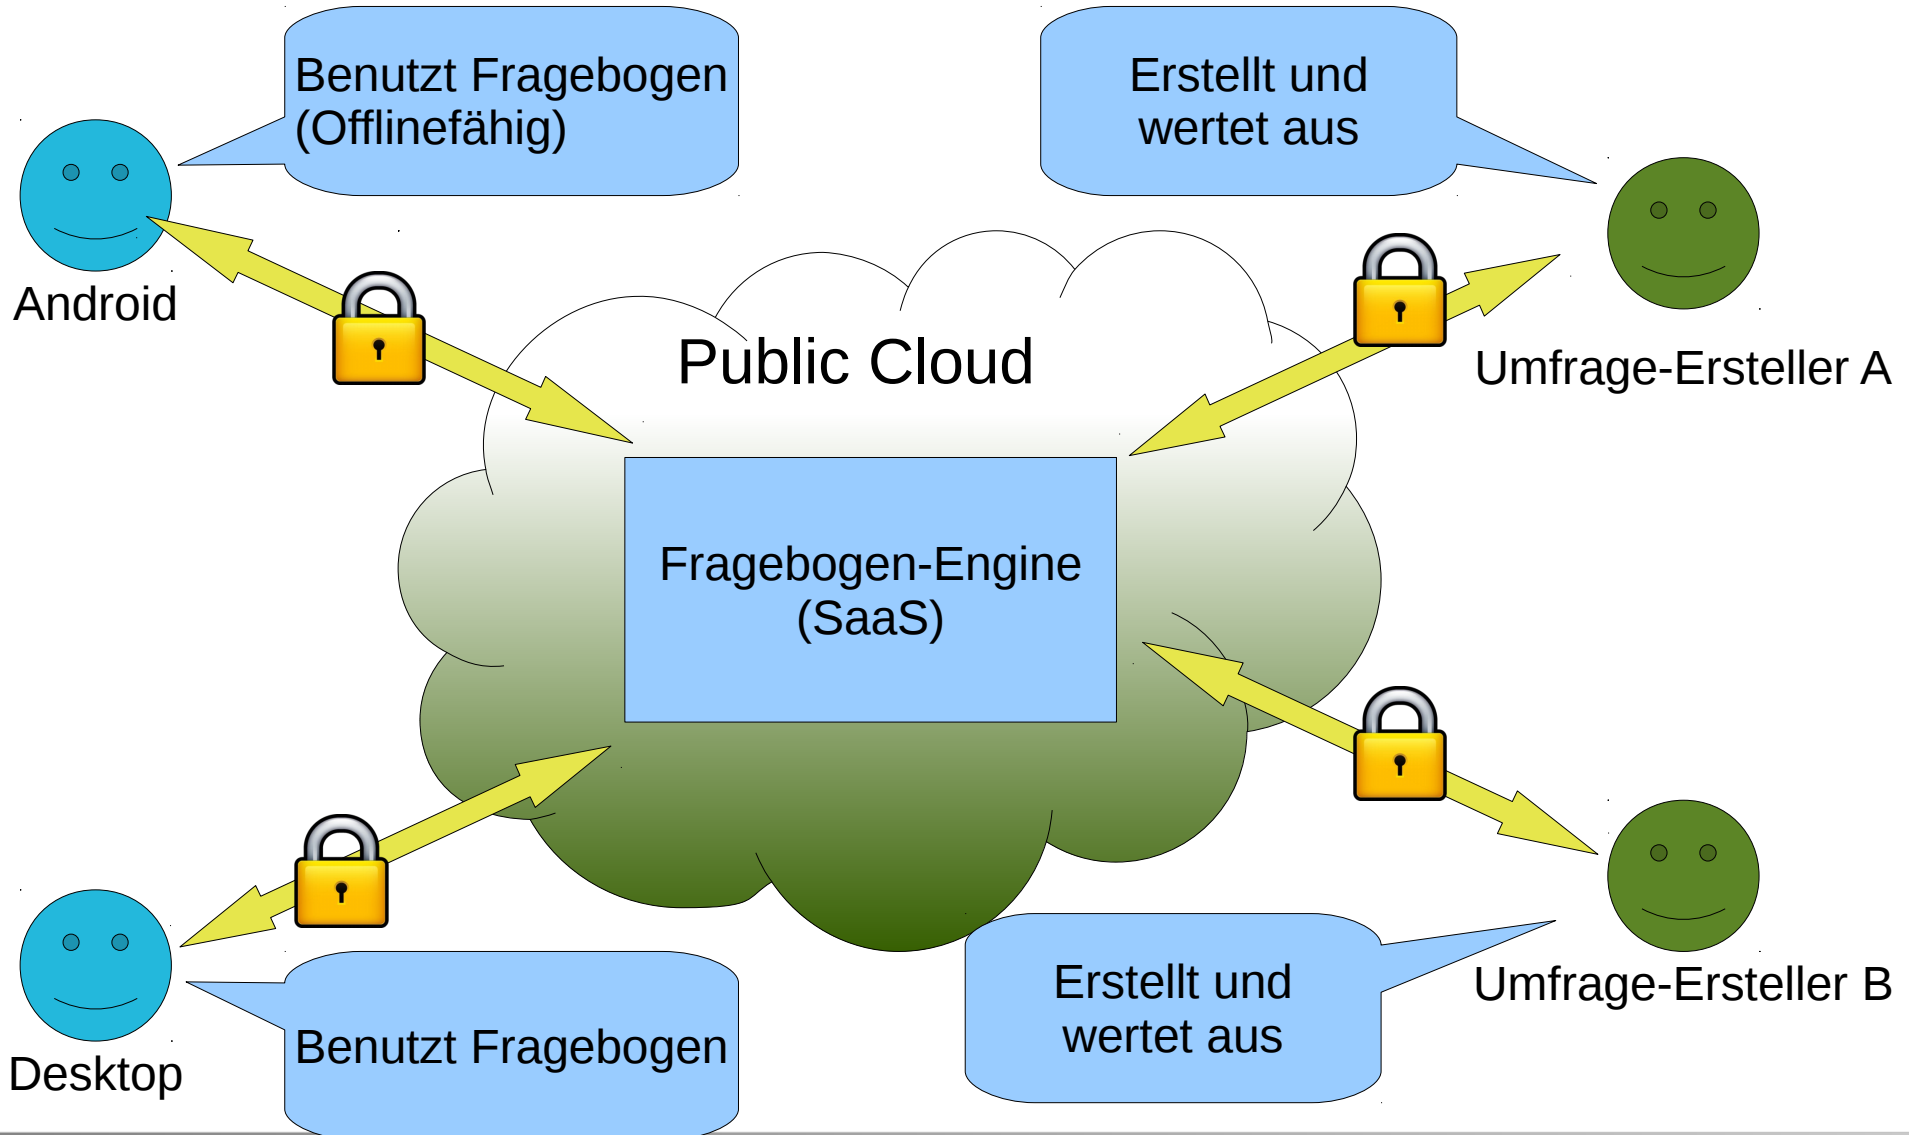 Benutzt Fragebogen
(Offlinefähig)
Erstellt und
wertet aus
Android
Public Cloud
Umfrage-Ersteller A
Fragebogen-Engine
(SaaS)
Erstellt und
wertet aus
Umfrage-Ersteller B
Benutzt Fragebogen
Desktop